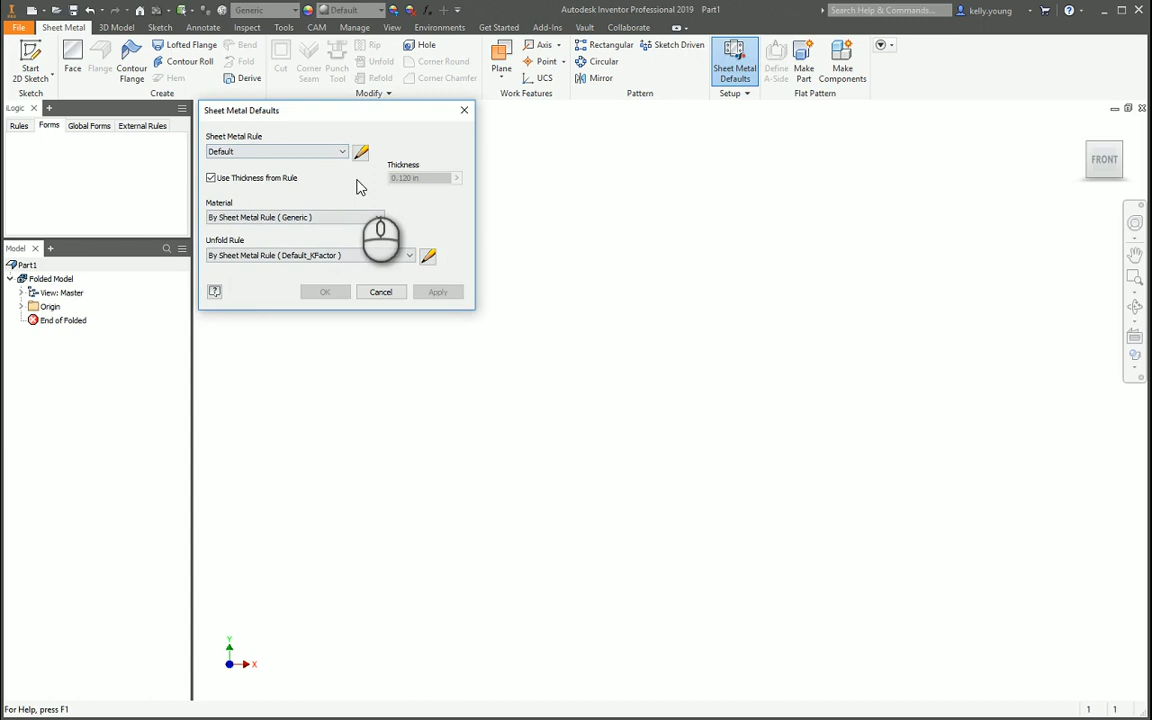 Generic
Default
Autodesk Inventor Professional 2019 Part1
Search Help & Commands...
kelly.young
File
Sheet Metal
3D Model
Sketch
Annotate
Inspect
Tools
CAM
Manage
View
Environments
Get Started
Add-Ins
Vault
Collaborate
Start
2D Sketch
Face
Flange
Contour
Flange
Lofted Flange
Contour Roll
Hem
Bend
Fold
Derive
Cut
Corner
Seam
Punch
Tool
Rip
Unfold
Refold
Hole
Corner Round
Corner Chamfer
Plane
Axis
Point
UCS
Rectangular
Circular
Mirror
Sketch Driven
Sheet Metal
Defaults
Define
A-Side
Make
Part
Make
Components
Sketch
Create
Modify
Work Features
Pattern
Setup
Flat Pattern
iLogic
Rules
Forms
Global Forms
External Rules
Model
Part1
Folded Model
View: Master
Origin
End of Folded
Sheet Metal Defaults
Sheet Metal Rule
Default
Use Thickness from Rule
Thickness
0.120 in
Material
By Sheet Metal Rule ( Generic )
Unfold Rule
By Sheet Metal Rule ( Default_KFactor )
OK
Cancel
Apply
FRONT
Y
X
For Help, press F1
1
1